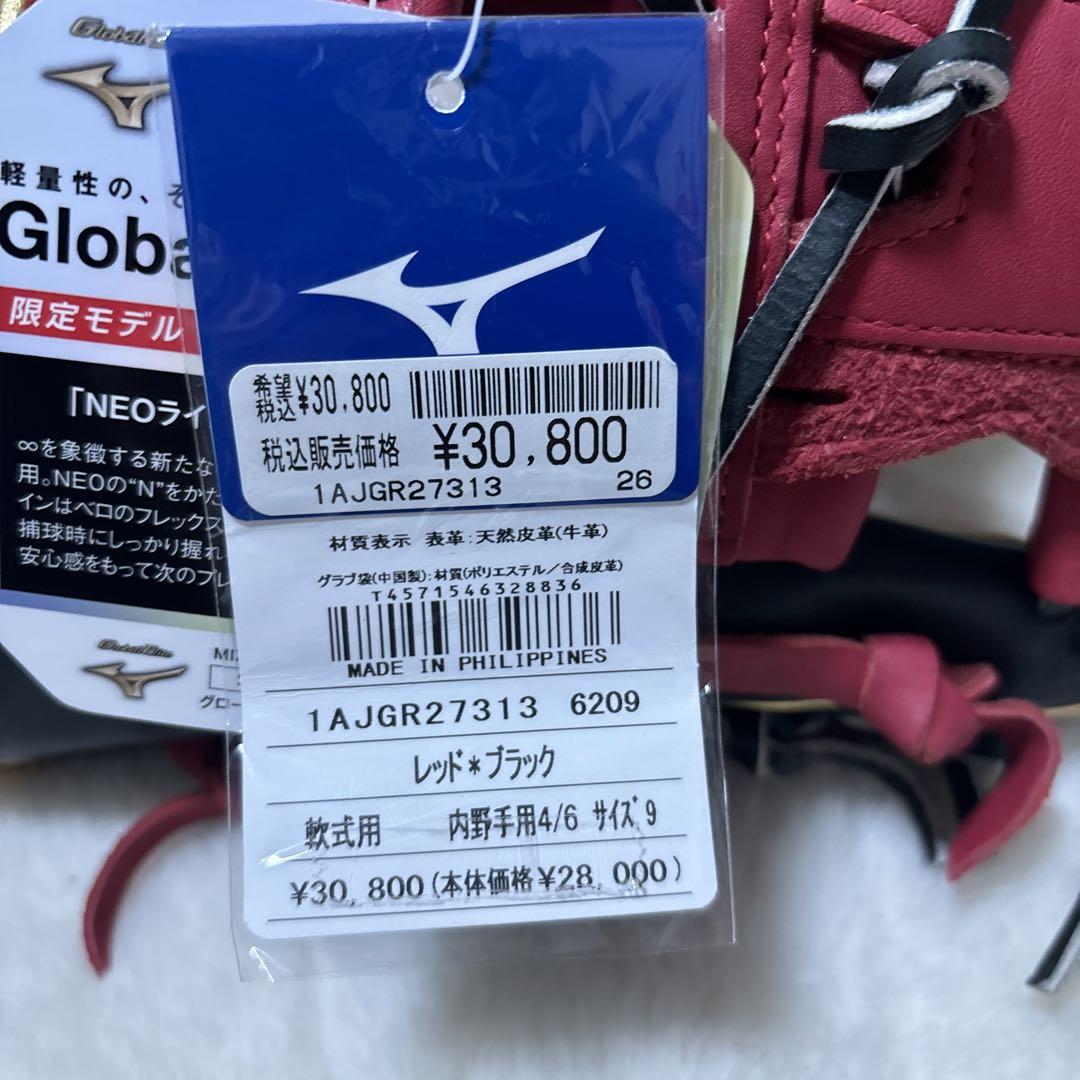 Global Elite
軽量性の、そ
Globa
限定モデル
「NEOライ
∞を象徴する新たな
用。NEOの"N"をかた
インはベロのフレックス
捕球時にしっかり握れ
安心感をもって次のプレ
Global Elite
MIZ
グロー
希望
税込¥30,800
税込販売価格 ¥30,800
1AJGR27313 26
材質表示 表革:天然皮革(牛革)
グラブ袋(中国製):材質(ポリエステル/合成皮革)
T4571546328836
MADE IN PHILIPPINES
1AJGR27313 6209
レッド*ブラック
軟式用 内野手用4/6 サイズ9
¥30,800(本体価格¥28,000)